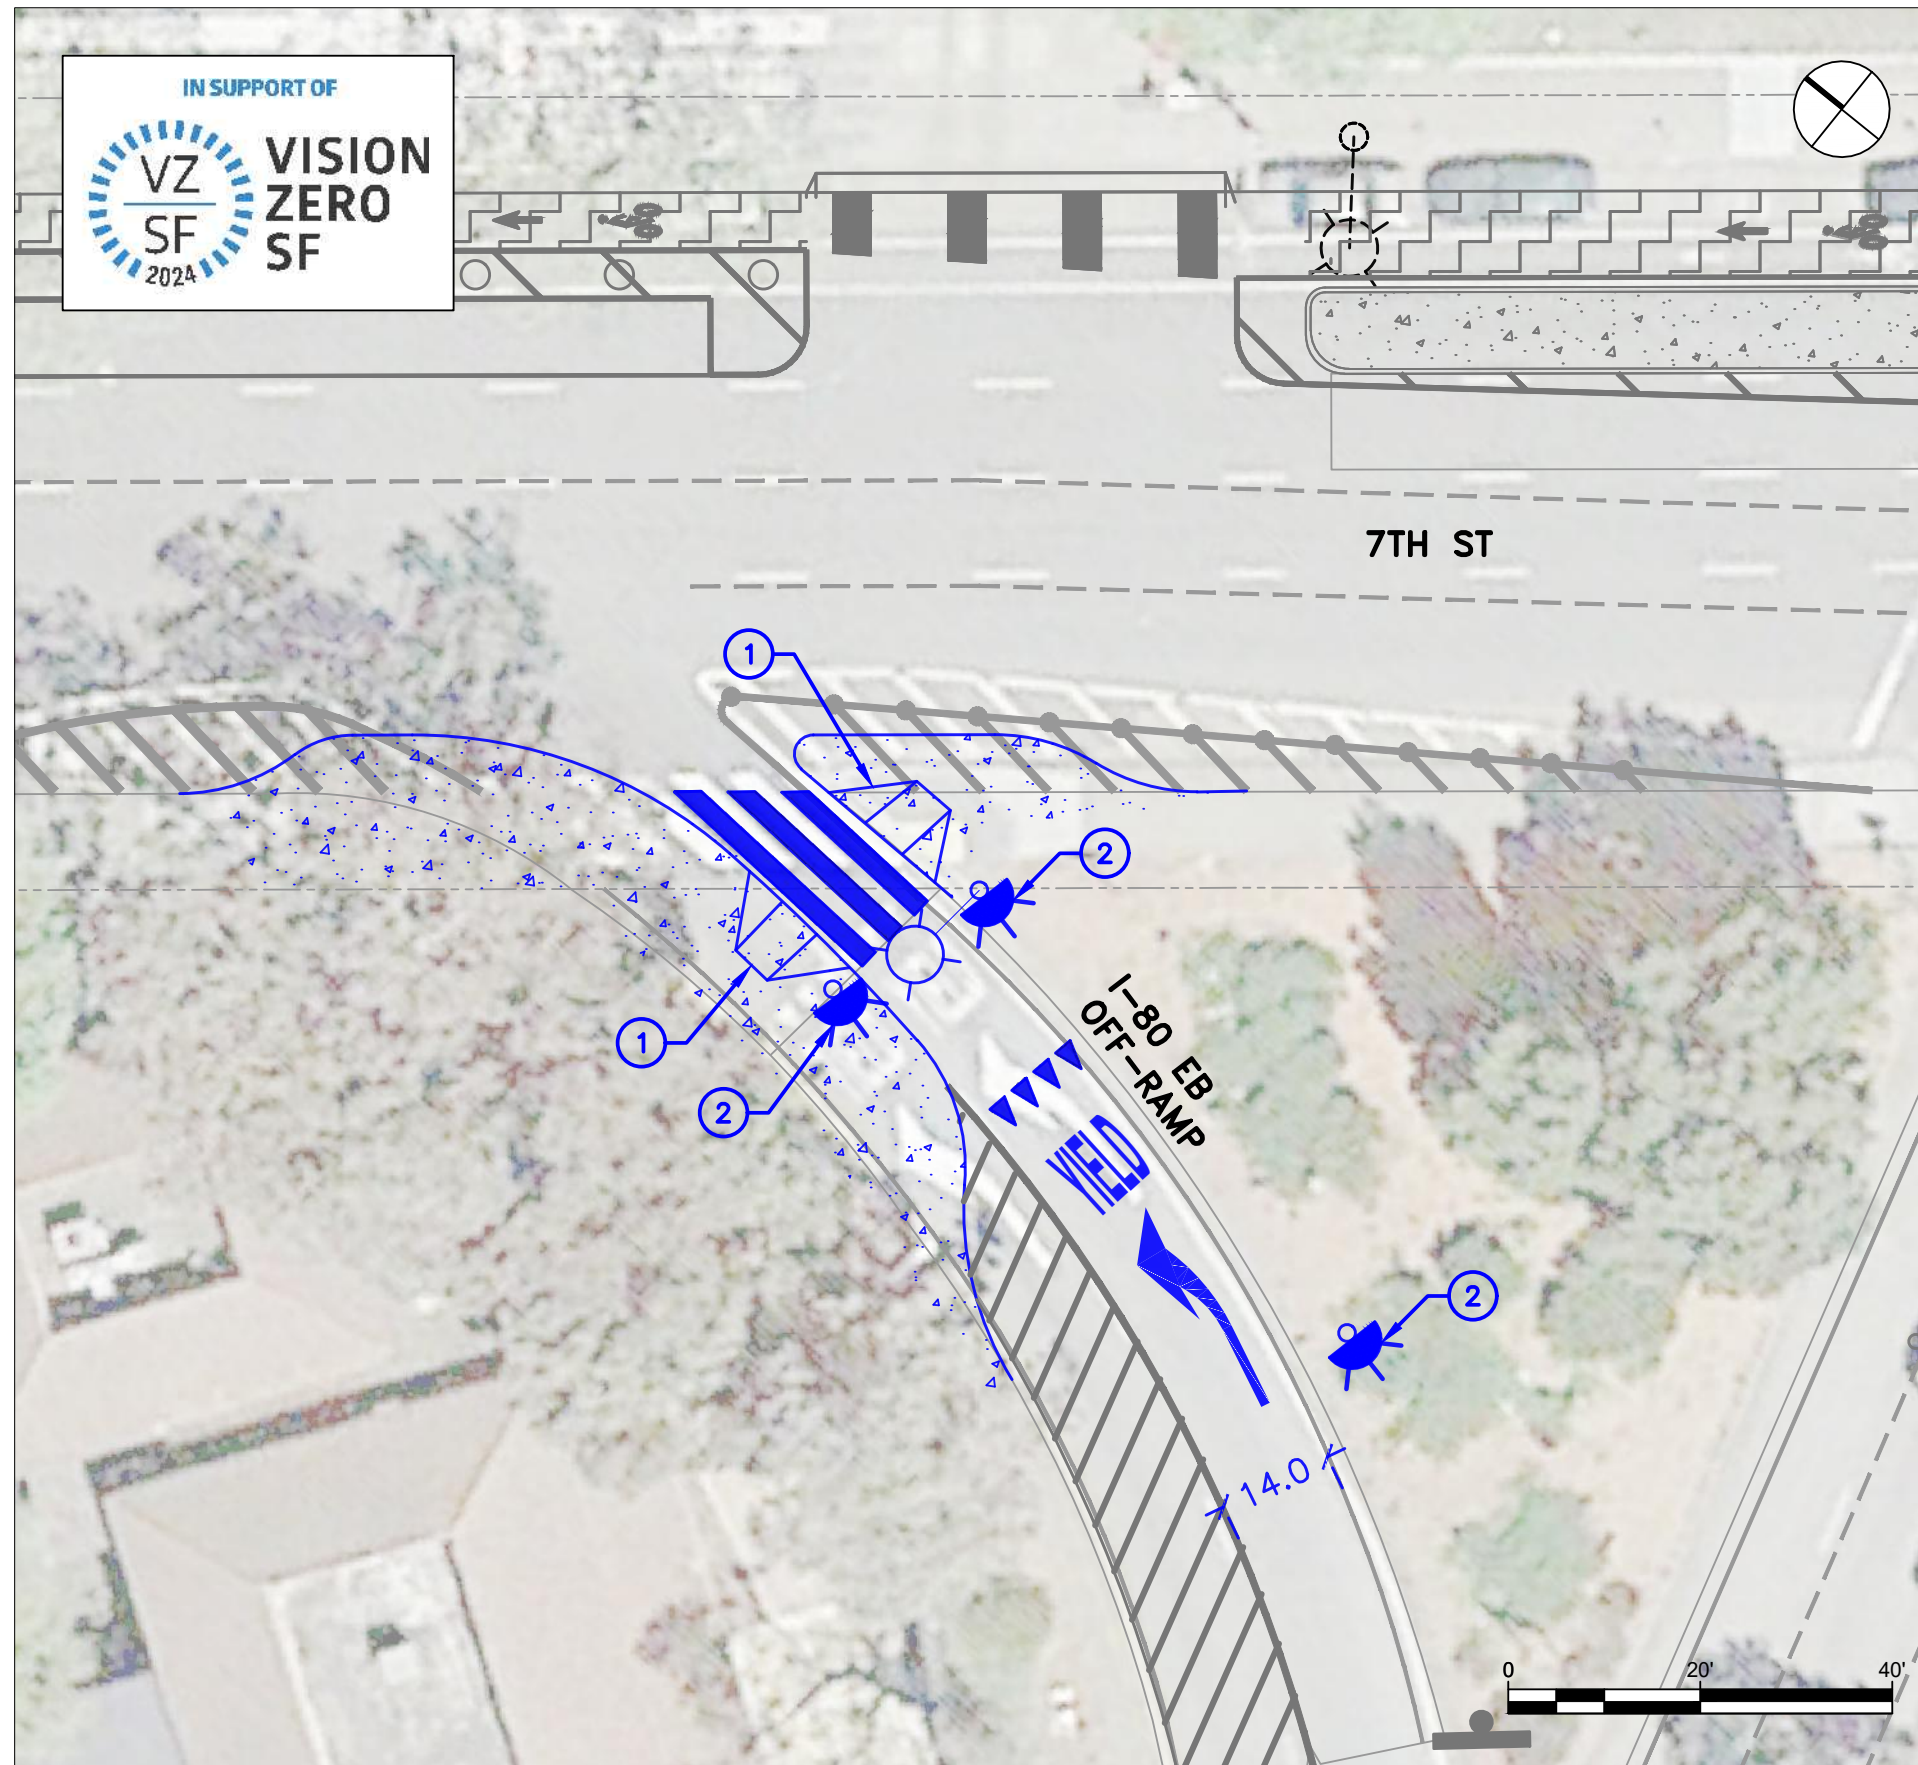 IN SUPPORT OF
VZ
SF
2024
VISION
ZERO
SF
7TH ST
1
2
1
2
I-80 EB
OFF-RAMP
YIELD
2
14.0
0 20' 40'